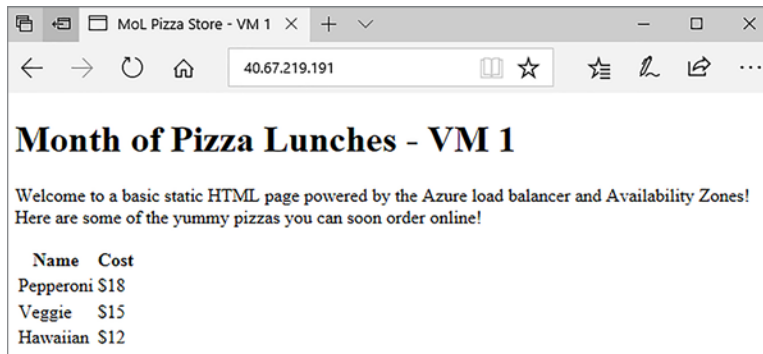 MoL Pizza Store - VM 1
40.67.219.191
Month of Pizza Lunches - VM 1
Welcome to a basic static HTML page powered by the Azure load balancer and Availability Zones!
Here are some of the yummy pizzas you can soon order online!
Name Cost
Pepperoni $18
Veggie $15
Hawaiian $12